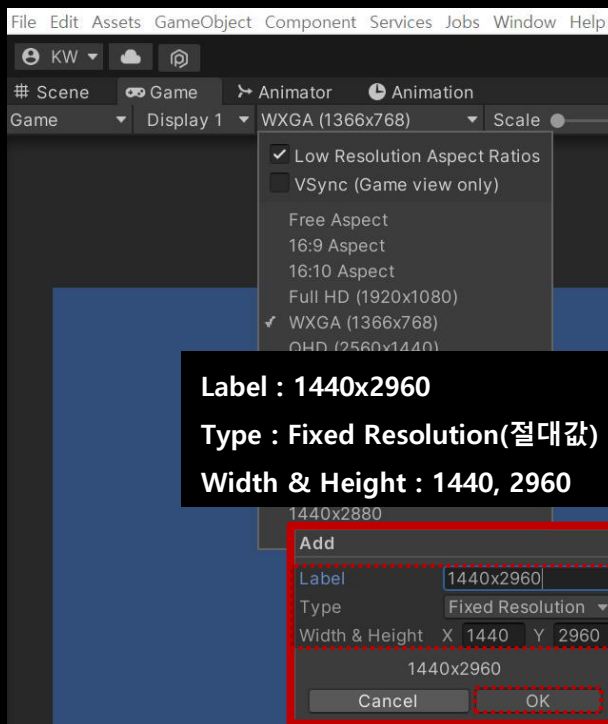 File Edit Assets GameObject Component Services Jobs Window Help
KW
# Scene Game Animator Animation
Game Display 1 WXGA (1366x768) Scale
Low Resolution Aspect Ratios
VSync (Game view only)
Free Aspect
16:9 Aspect
16:10 Aspect
Full HD (1920x1080)
WXGA (1366x768)
QHD (2560x1440)
Label : 1440x2960
Type : Fixed Resolution(절대값)
Width & Height : 1440, 2960
1440x2880
Add
Label 1440x2960
Type Fixed Resolution
Width & Height X 1440 Y 2960
1440x2960
Cancel OK